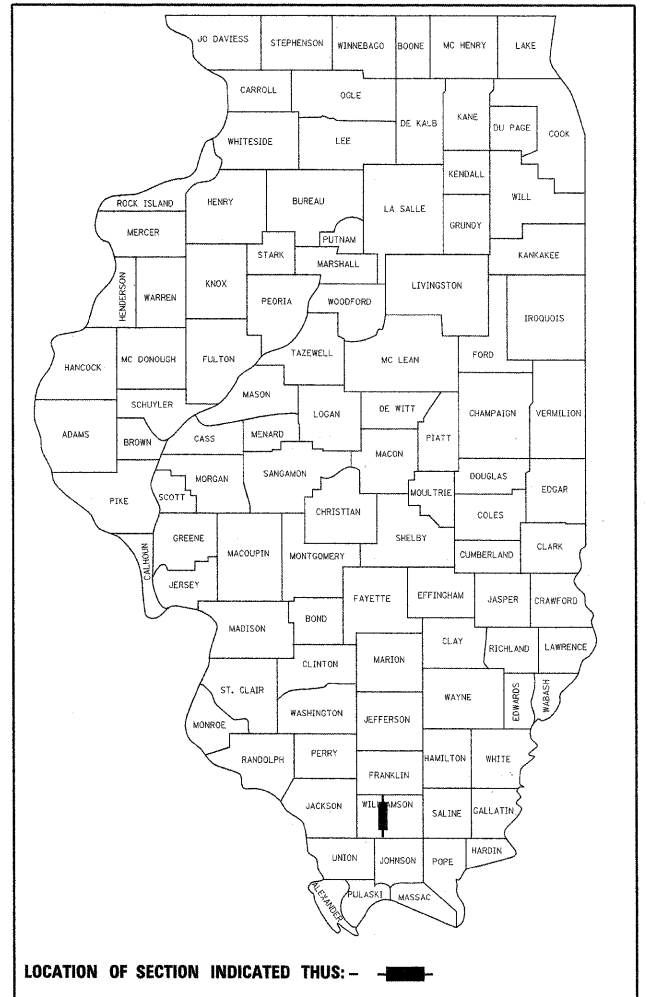 JO DAVIESS STEPHENSON WINNEBAGO BOONE MC HENRY LAKE
CARROLL OGLE DE KALB KANE DU PAGE COOK
WHITESIDE LEE
KENDALL WILL
ROCK ISLAND HENRY BUREAU LA SALLE GRUNDY
MERCER PUTNAM
STARK MARSHALL KANKAKEE
HENDERSON WARREN KNOX PEORIA WOODFORD LIVINGSTON
IROQUOIS
HANCOCK MC DONOUGH FULTON TAZEWELL MC LEAN FORD
MASON
SCHUYLER LOGAN DE WITT CHAMPAIGN VERMILION
ADAMS BROWN CASS MENARD MACON PIATT
MORGAN SANGAMON DOUGLAS
PIKE SCOTT CHRISTIAN MOULTRIE EDGAR
COLES
GREENE MACOUPIN MONTGOMERY SHELBY CLARK
CALHOUN CUMBERLAND
JERSEY FAYETTE EFFINGHAM JASPER CRAWFORD
MADISON BOND
CLAY RICHLAND LAWRENCE
CLINTON MARION
ST. CLAIR WAYNE EDWARDS WABASH
WASHINGTON JEFFERSON
MONROE
RANDOLPH PERRY HAMILTON WHITE
FRANKLIN
JACKSON WILLIAMSON SALINE GALLATIN
UNION JOHNSON POPE HARDIN
ALEXANDER PULASKI MASSAC
LOCATION OF SECTION INDICATED THUS: –